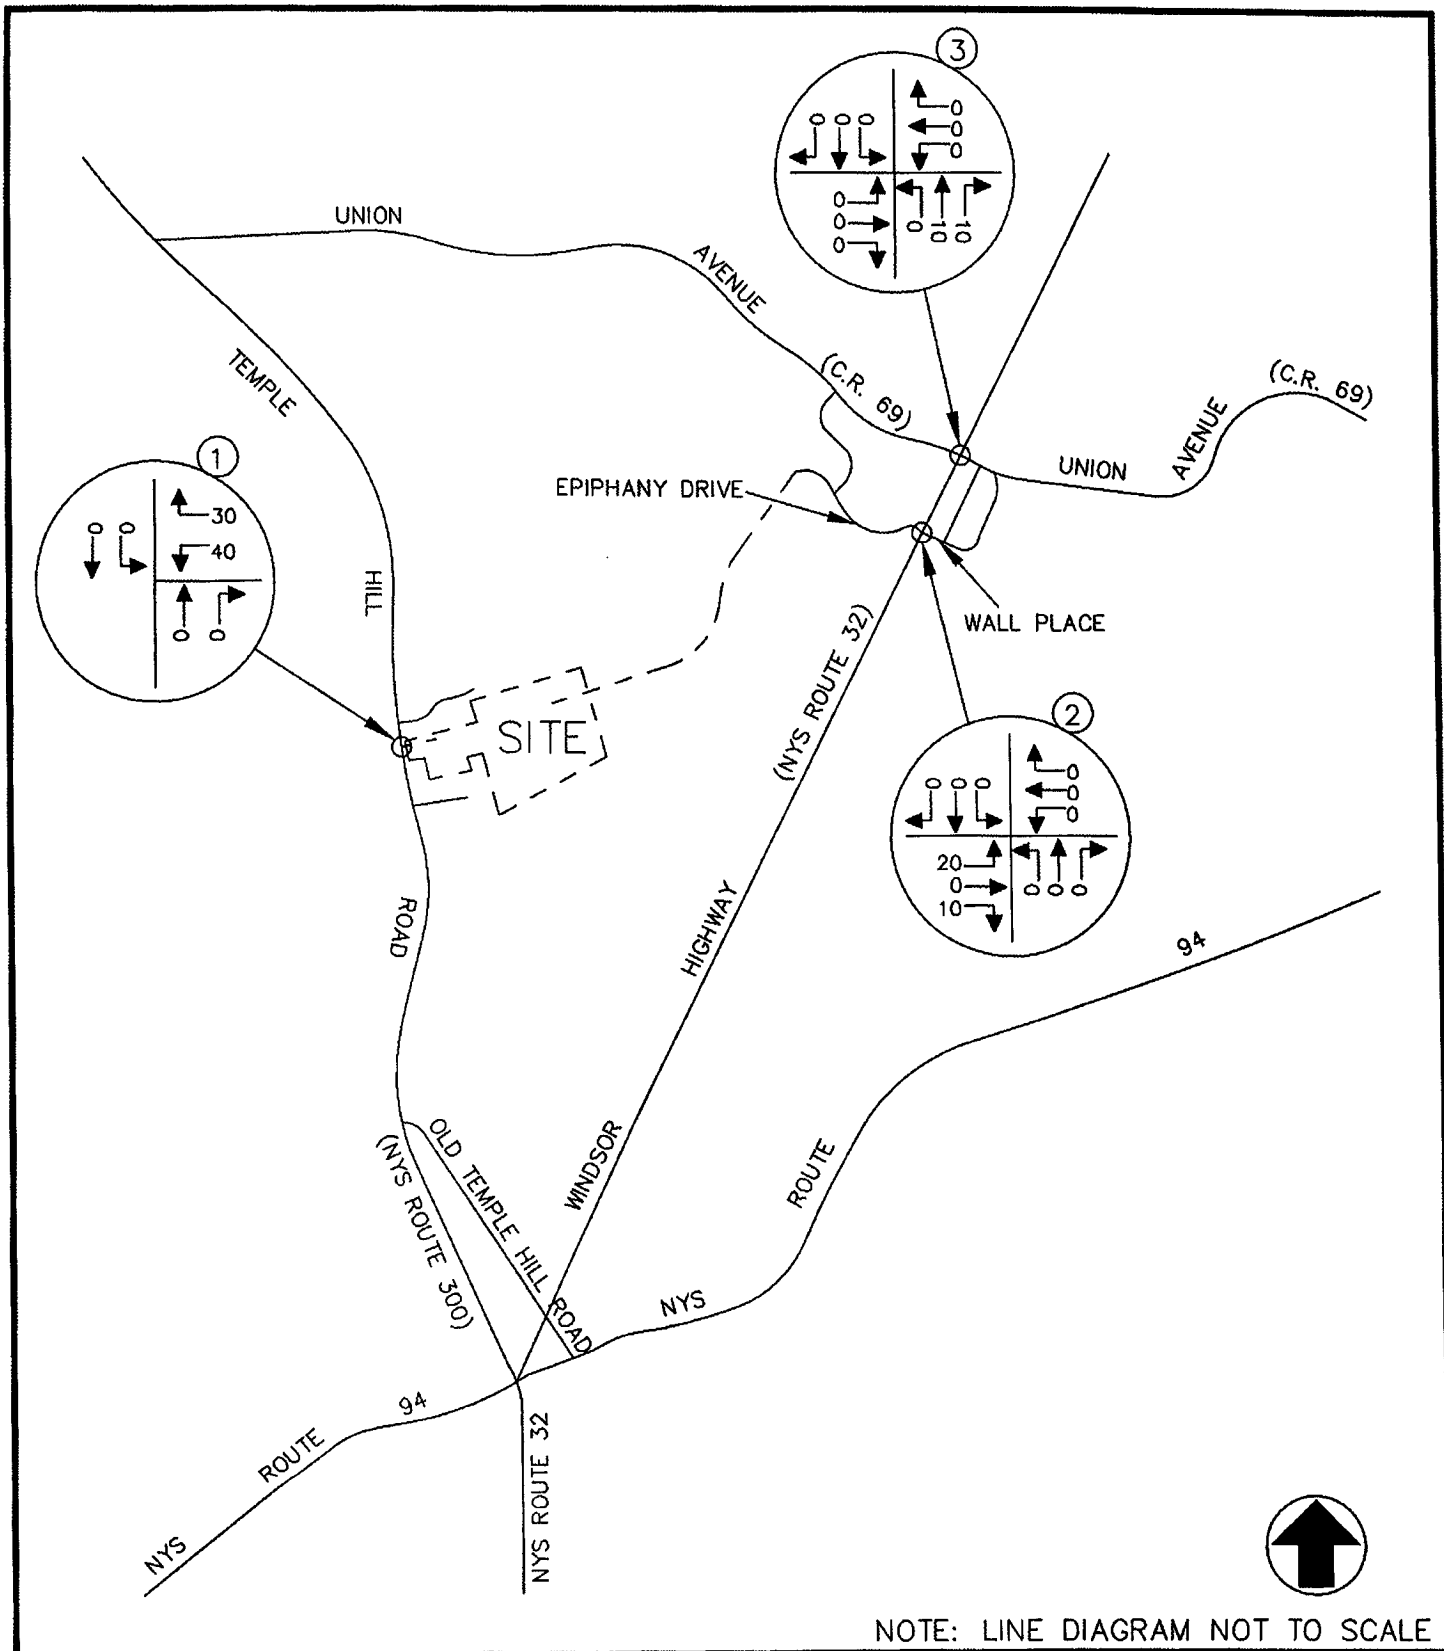 3
0
0
0
0 0 0
0
0
0
0
10
10
UNION
AVENUE
(C.R. 69)
(C.R. 69)
TEMPLE
1
30
40
0 0
0 0
EPIPHANY DRIVE
UNION
AVENUE
HILL
WALL PLACE
(NYS ROUTE 32)
SITE
2
0
0
0
0 0 0
20
0
10
0 0 0
ROAD
HIGHWAY
94
OLD TEMPLE HILL ROAD
(NYS ROUTE 300)
WINDSOR
ROUTE
NYS
94
ROUTE
NYS
NYS ROUTE 32
NOTE: LINE DIAGRAM NOT TO SCALE